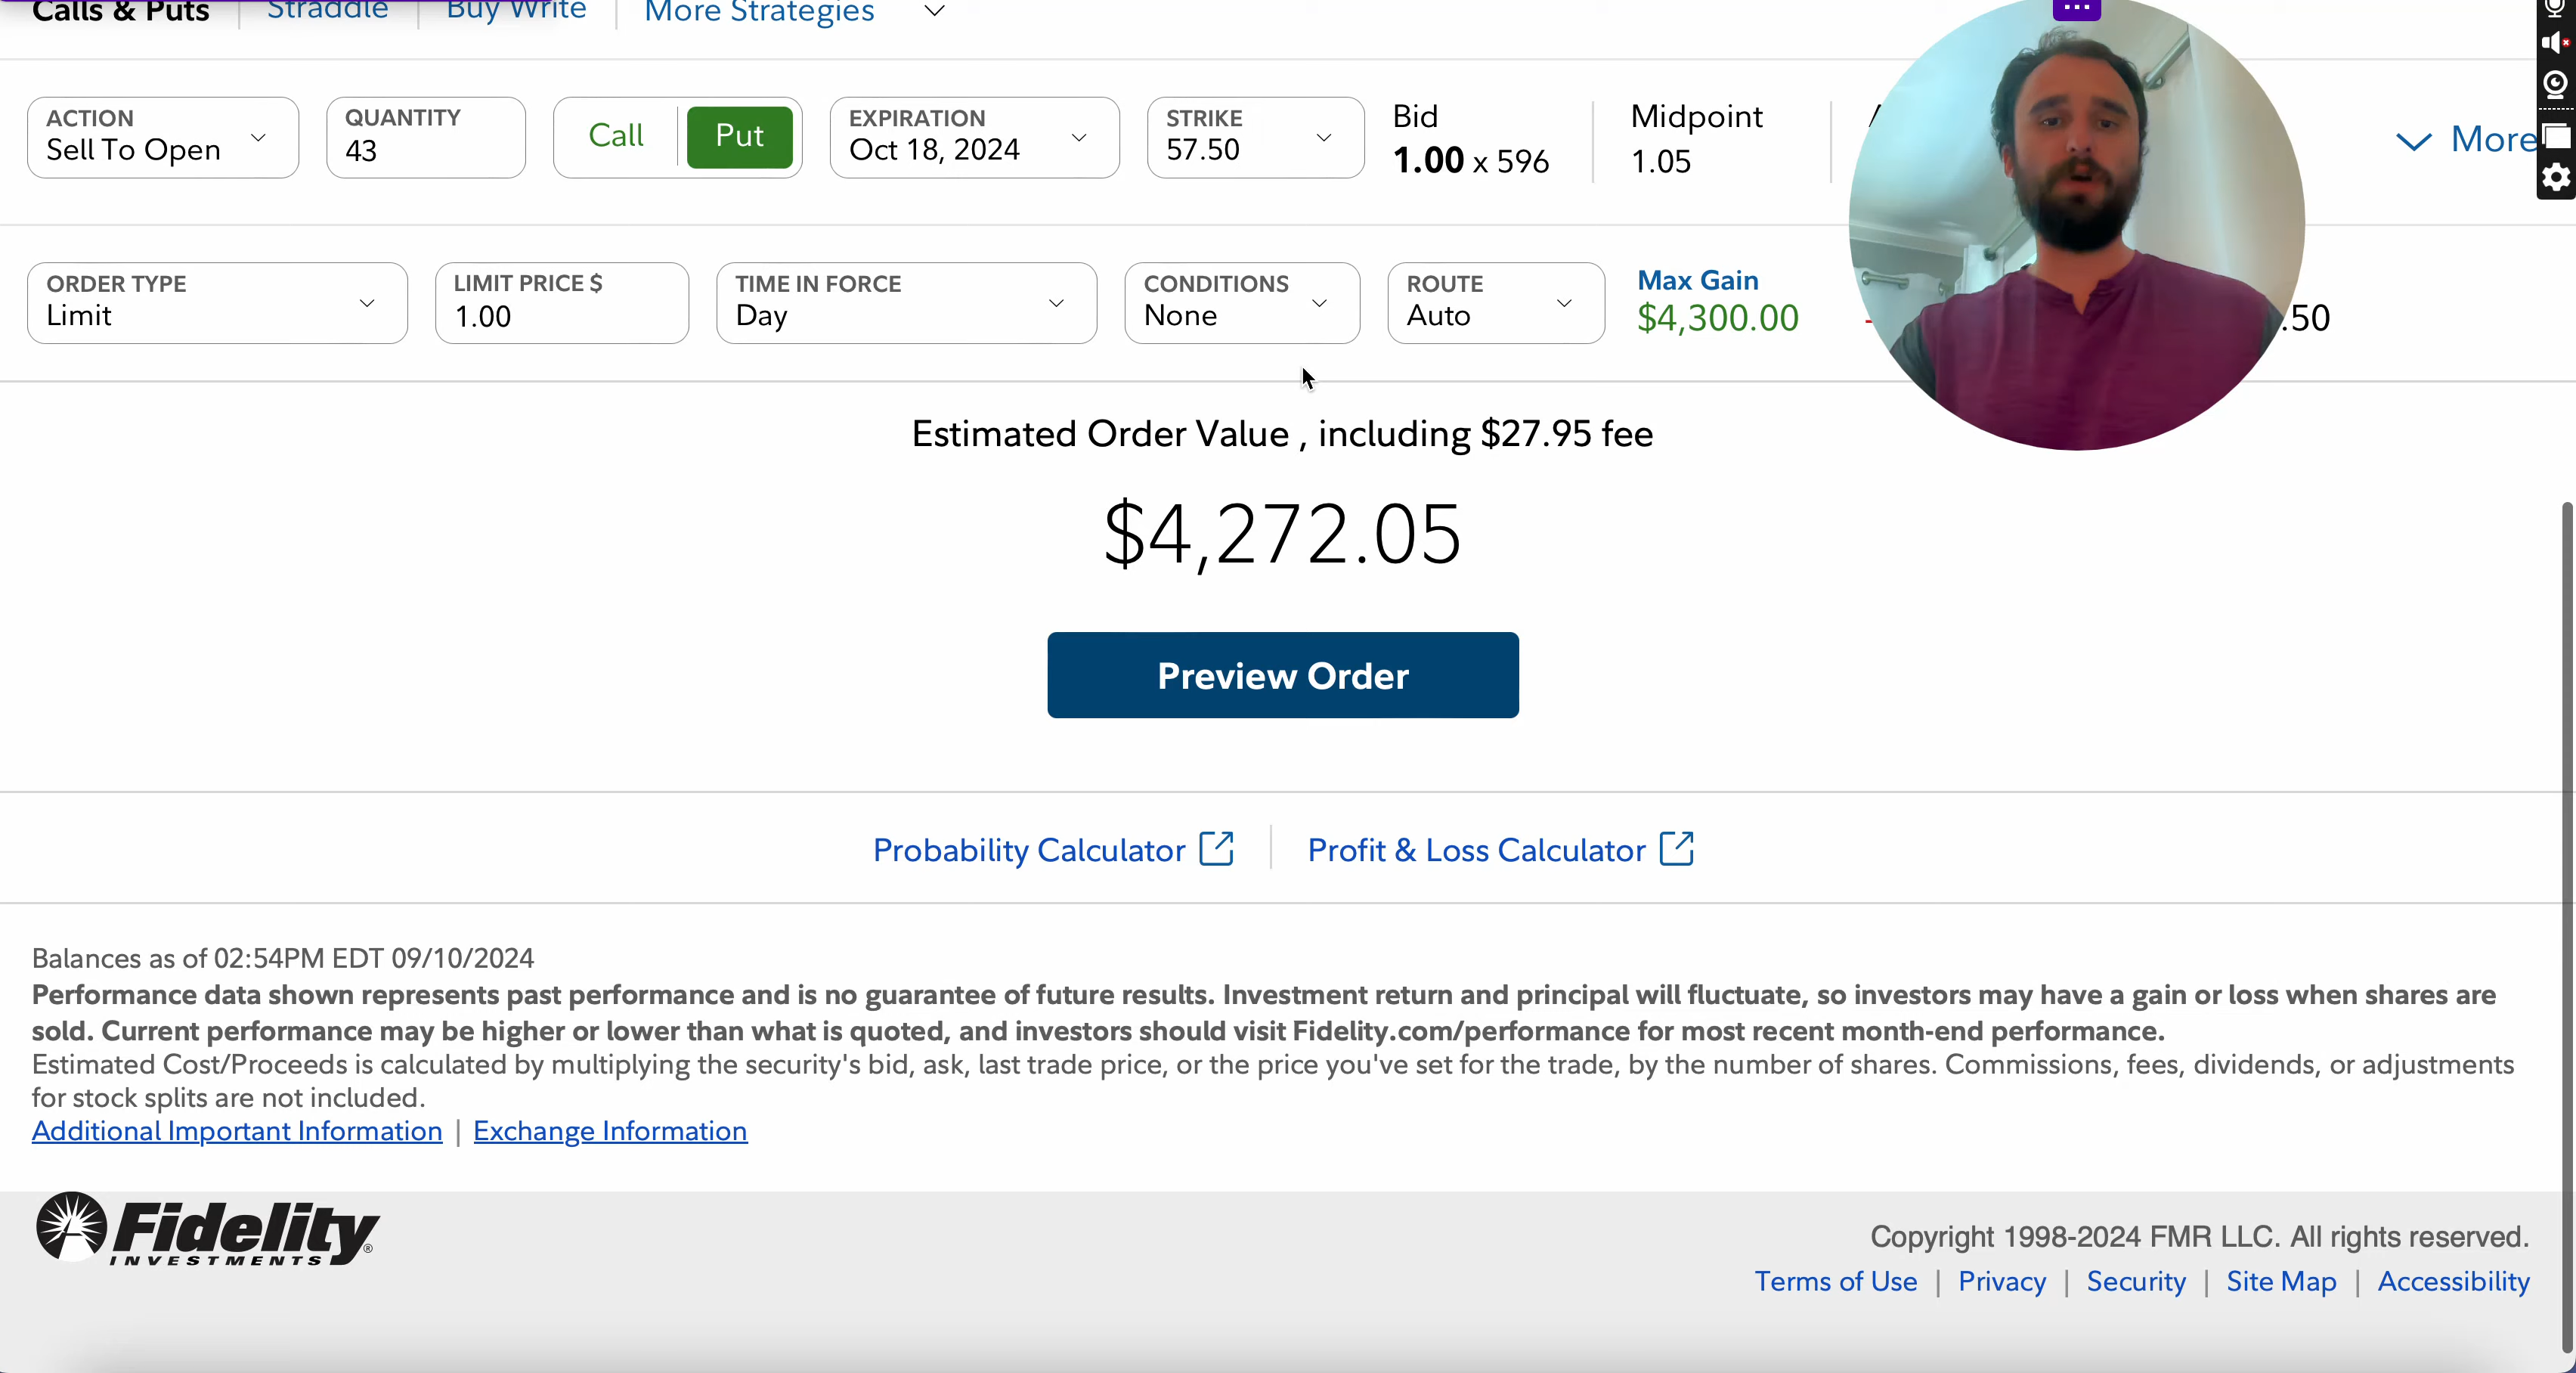 Calls & Puts Straddle Buy Write More Strategies
ACTION
Sell To Open
QUANTITY
43
Call Put
EXPIRATION
Oct 18, 2024
STRIKE
57.50
Bid
1.00 x 596
Midpoint
1.05
More
ORDER TYPE
Limit
LIMIT PRICE $
1.00
TIME IN FORCE
Day
CONDITIONS
None
ROUTE
Auto
Max Gain
$4,300.00
.50
Estimated Order Value , including $27.95 fee
$4,272.05
Preview Order
Probability Calculator | Profit & Loss Calculator
Balances as of 02:54PM EDT 09/10/2024
Performance data shown represents past performance and is no guarantee of future results. Investment return and principal will fluctuate, so investors may have a gain or loss when shares are
sold. Current performance may be higher or lower than what is quoted, and investors should visit Fidelity.com/performance for most recent month-end performance.
Estimated Cost/Proceeds is calculated by multiplying the security's bid, ask, last trade price, or the price you've set for the trade, by the number of shares. Commissions, fees, dividends, or adjustments
for stock splits are not included.
Additional Important Information | Exchange Information
Fidelity®
INVESTMENTS
Copyright 1998-2024 FMR LLC. All rights reserved.
Terms of Use | Privacy | Security | Site Map | Accessibility